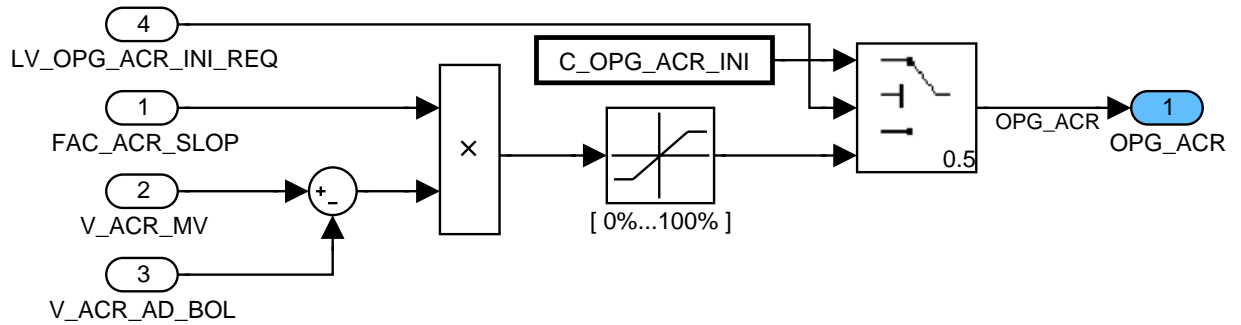 4
LV_OPG_ACR_INI_REQ
C_OPG_ACR_INI
1
FAC_ACR_SLOP
×
OPG_ACR
1
OPG_ACR
0.5
2
V_ACR_MV
+
−
[ 0%...100% ]
3
V_ACR_AD_BOL